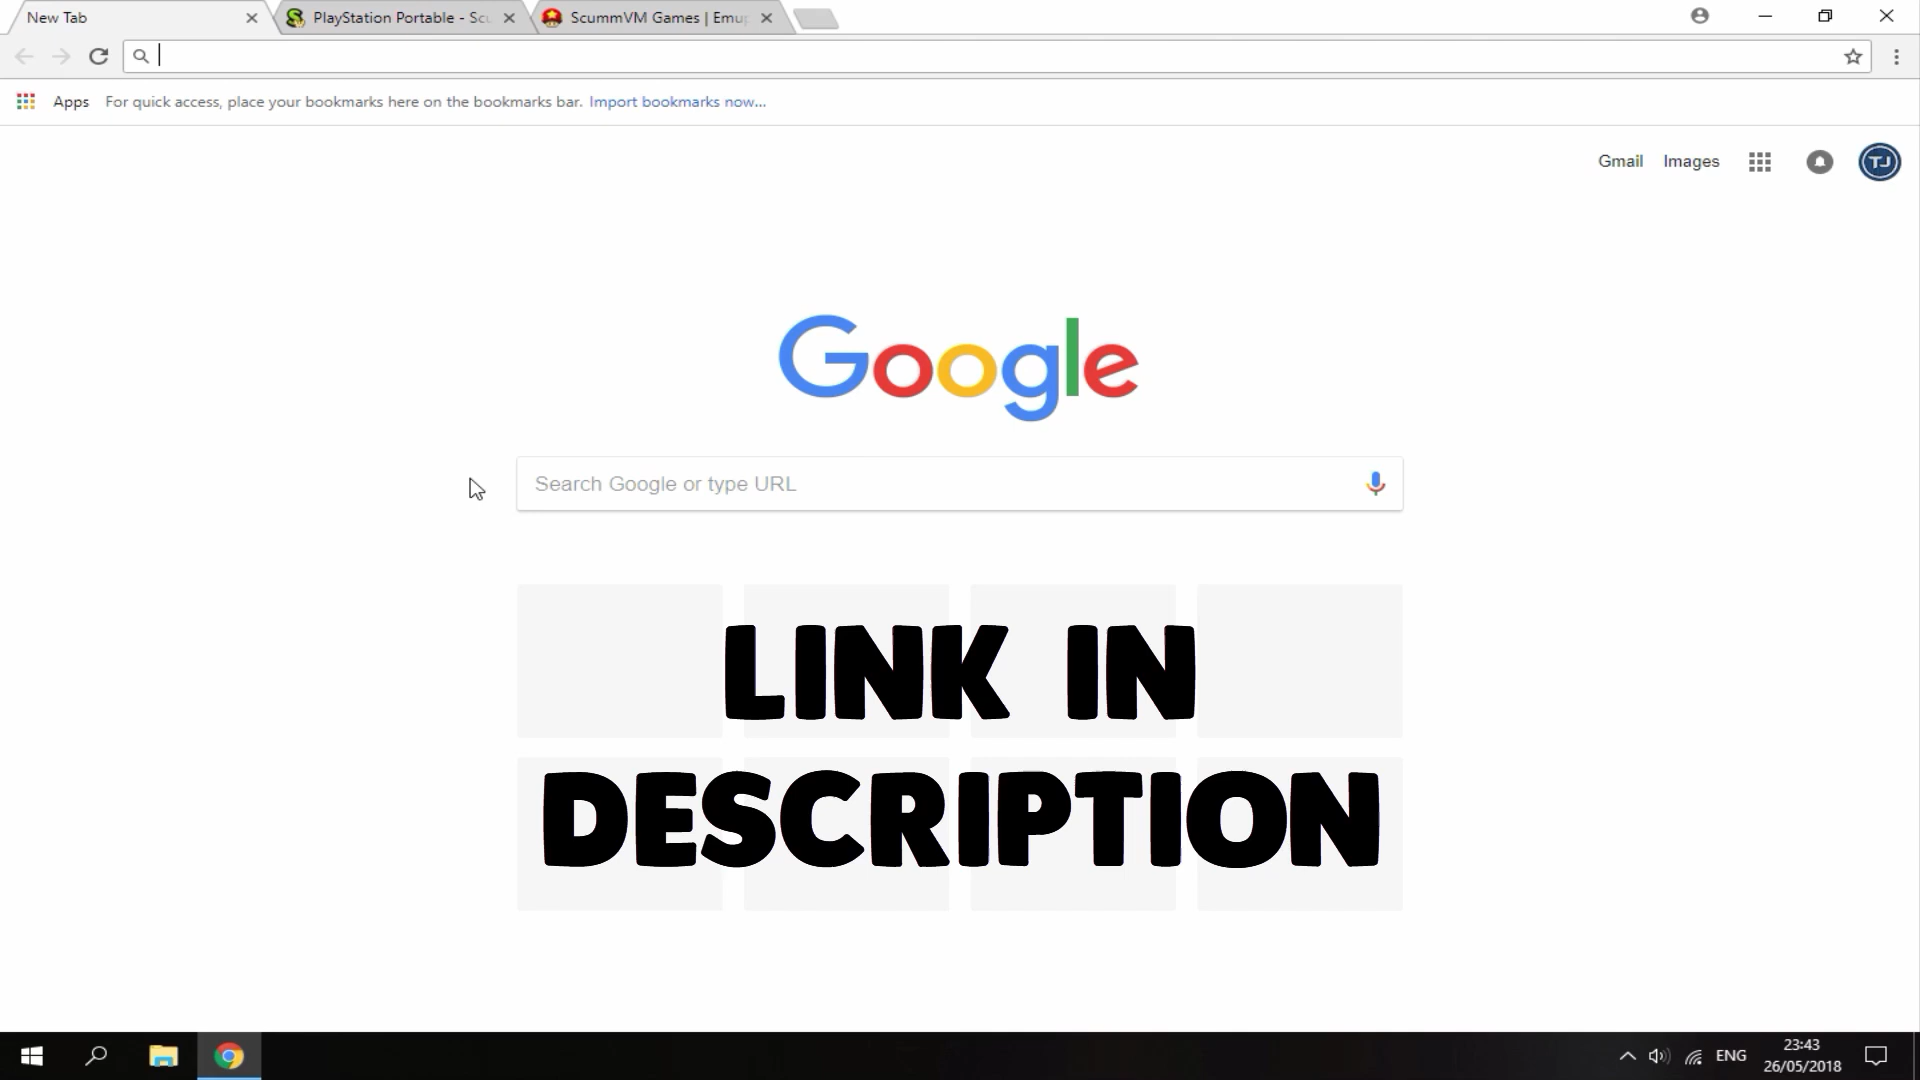 New Tab
PlayStation Portable - Scu
ScummVM Games | Emup
Apps
For quick access, place your bookmarks here on the bookmarks bar. Import bookmarks now...
Gmail
Images
TJ
Google
Search Google or type URL
LINK IN
DESCRIPTION
ENG
23:43
26/05/2018